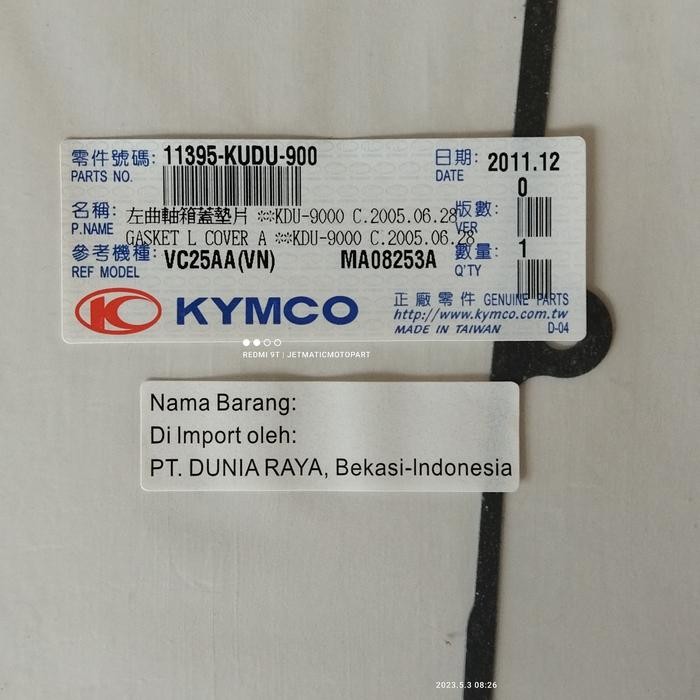 零件號碼: 11395-KUDU-900
PARTS NO.
日期: 2011.12
DATE
名稱: 左曲軸箱蓋墊片 ※※KDU-9000 C.2005.06.28
P.NAME GASKET L COVER A ※※KDU-9000 C.2005.06.28
版數: 0
VER
參考機種: VC25AA(VN) MA08253A
REF MODEL
數量: 1
Q'TY
KYMCO
正廠零件 GENUINE PARTS
http://www.kymco.com.tw
MADE IN TAIWAN D-04
REDMI 9T | JETMATICMOTOPART
Nama Barang:
Di Import oleh:
PT. DUNIA RAYA, Bekasi-Indonesia
2023.5.3 08:26